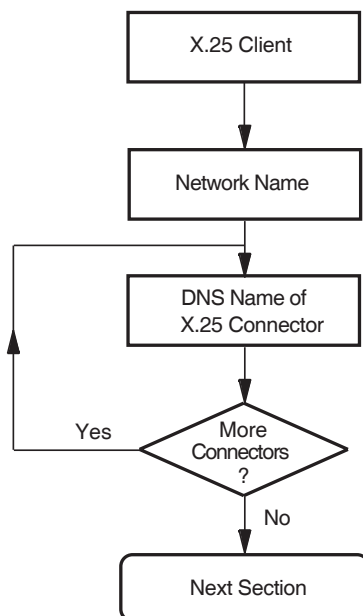 X.25 Client
Network Name
DNS Name of
X.25 Connector
Yes
More
Connectors
?
No
Next Section